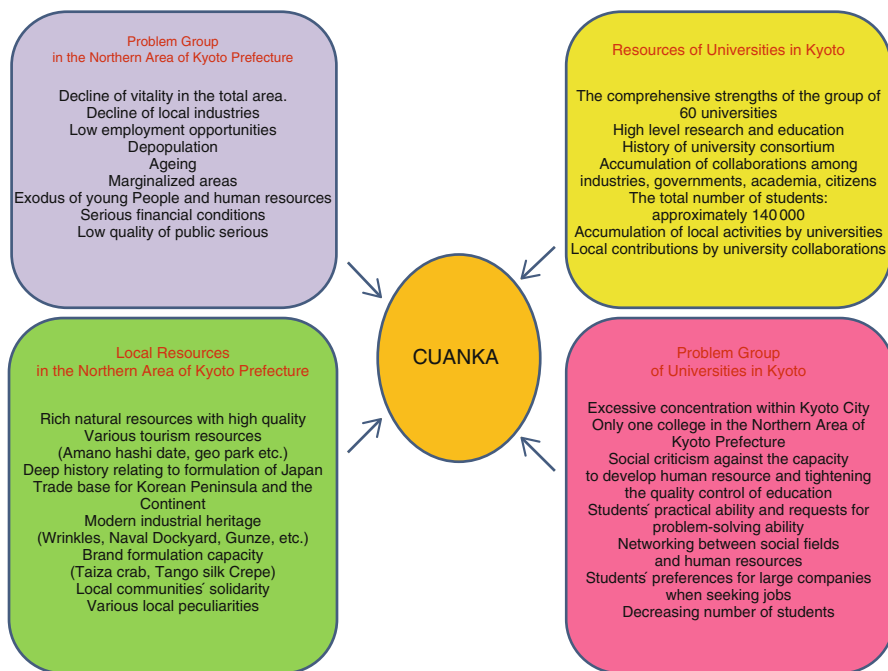 Problem Group
in the Northern Area of Kyoto Prefecture
Decline of vitality in the total area.
Decline of local industries
Low employment opportunities
Depopulation
Ageing
Marginalized areas
Exodus of young People and human resources
Serious financial conditions
Low quality of public serious
Resources of Universities in Kyoto
The comprehensive strengths of the group of
60 universities
High level research and education
History of university consortium
Accumulation of collaborations among
industries, governments, academia, citizens
The total number of students:
approximately 140 000
Accumulation of local activities by universities
Local contributions by university collaborations
CUANKA
Local Resources
in the Northern Area of Kyoto Prefecture
Rich natural resources with high quality
Various tourism resources
(Amano hashi date, geo park etc.)
Deep history relating to formulation of Japan
Trade base for Korean Peninsula and the
Continent
Modern industrial heritage
(Wrinkles, Naval Dockyard, Gunze, etc.)
Brand formulation capacity
(Taiza crab, Tango silk Crepe)
Local communities´ solidarity
Various local peculiarities
Problem Group
of Universities in Kyoto
Excessive concentration within Kyoto City
Only one college in the Northern Area of
Kyoto Prefecture
Social criticism against the capacity
to develop human resource and tightening
the quality control of education
Students´ practical ability and requests for
problem-solving ability
Networking between social fields
and human resources
Students´ preferences for large companies
when seeking jobs
Decreasing number of students